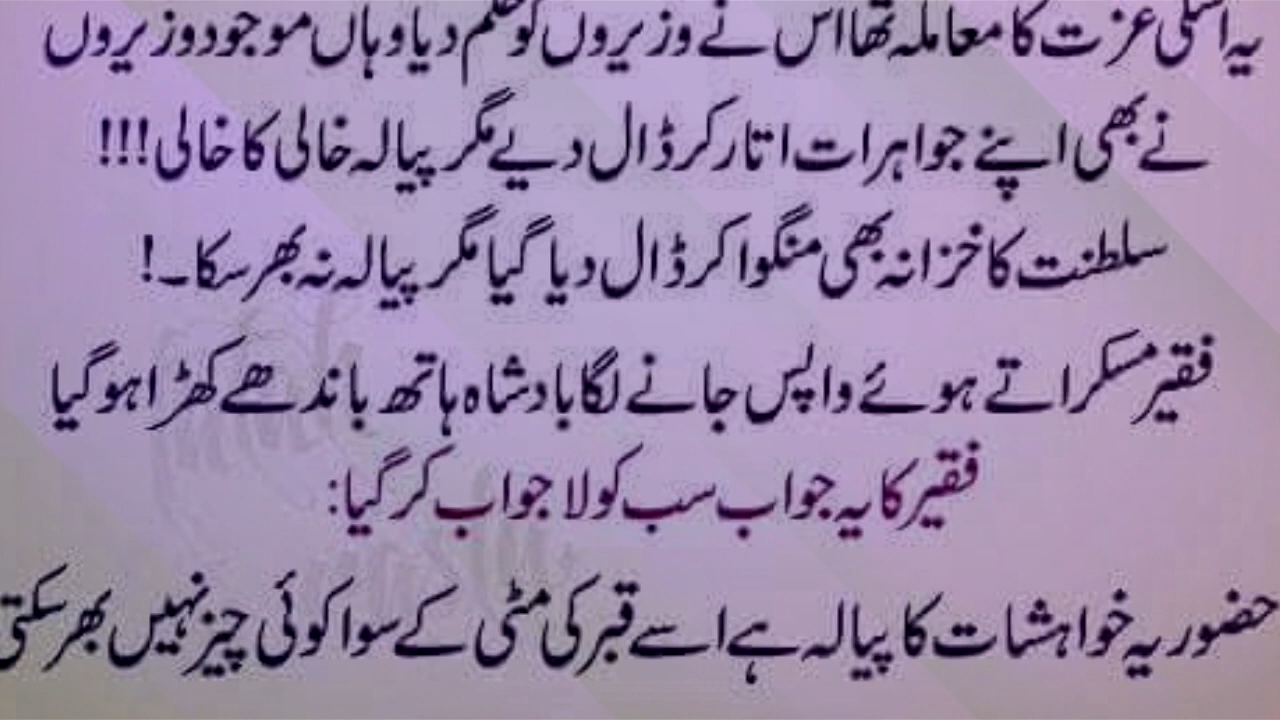 یہ اسکی عزت کا معاملہ تھا اس نے وزیروں کو حکم دیا وہاں موجود وزیروں
نے بھی اپنے جواہرات اتار کر ڈال دیے مگر پیالہ خالی کا خالی!!!
سلطنت کا خزانہ بھی منگوا کر ڈال دیا گیا مگر پیالہ نہ بھر سکا۔!
فقیر مسکراتے ہوئے واپس جانے لگا بادشاہ ہاتھ باندھے کھڑا ہو گیا
فقیر کا یہ جواب سب کو لا جواب کر گیا:
حضور یہ خواہشات کا پیالہ ہے اسے قبر کی مٹی کے سوا کوئی چیز نہیں بھر سکتی